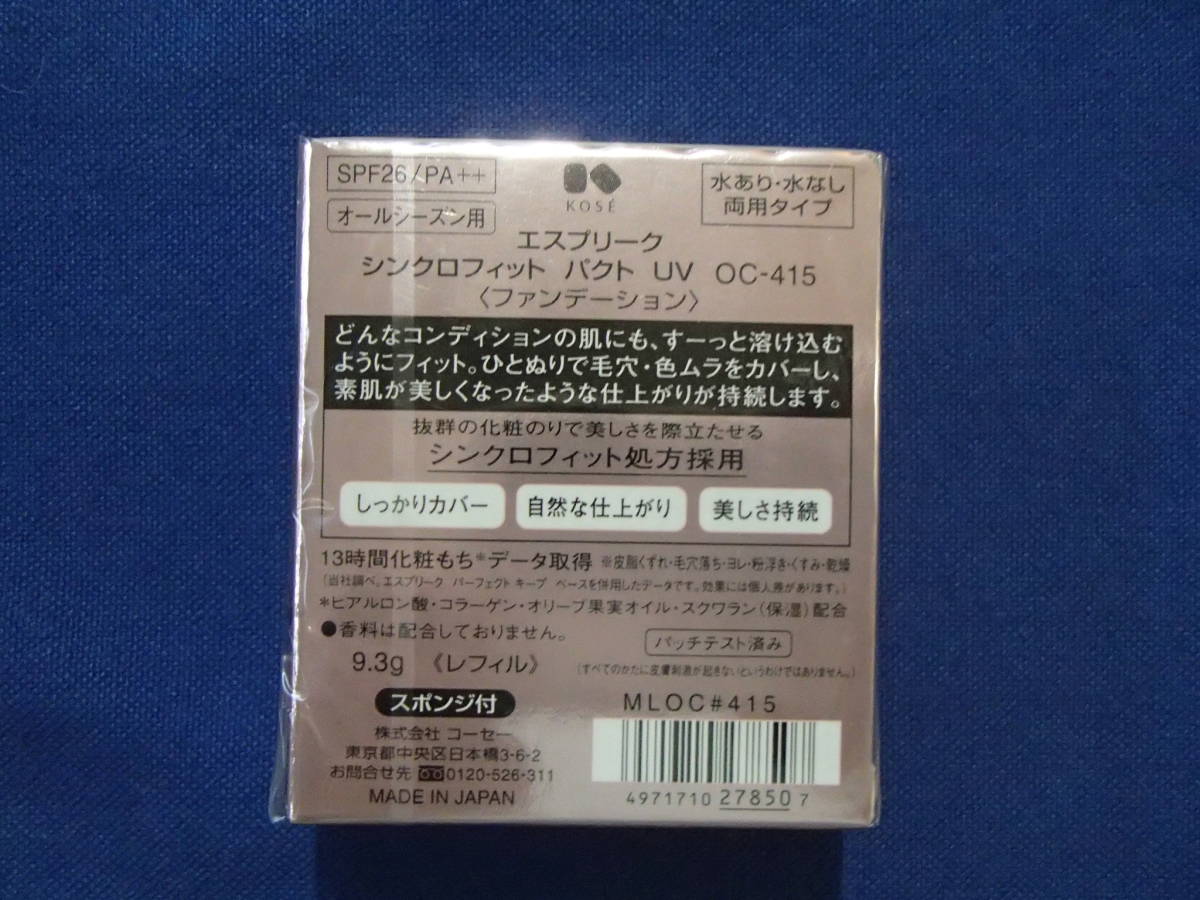 SPF26/PA++
KOSÉ
水あり・水なし
両用タイプ
オールシーズン用
エスプリーク
シンクロフィット パクト UV OC-415
〈ファンデーション〉
どんなコンディションの肌にも、すーっと溶け込む
ようにフィット。ひとぬりで毛穴・色ムラをカバーし、
素肌が美しくなったような仕上がりが持続します。
抜群の化粧のりで美しさを際立たせる
シンクロフィット処方採用
しっかりカバー 自然な仕上がり 美しさ持続
13時間化粧もち*データ取得 ※皮脂くずれ・毛穴落ち・ヨレ・粉浮き・くすみ・乾燥
(当社調べ。エスプリーク パーフェクト キープ ベースを併用したデータです。効果には個人差があります。)
*ヒアルロン酸・コラーゲン・オリーブ果実オイル・スクワラン(保湿)配合
●香料は配合しておりません。
パッチテスト済み
9.3g 《レフィル》
(すべてのかたに皮膚刺激が起きないというわけではありません。)
スポンジ付
MLOC#415
株式会社 コーセー
東京都中央区日本橋3-6-2
お問合せ先 0120-526-311
MADE IN JAPAN
4971710 27850 7